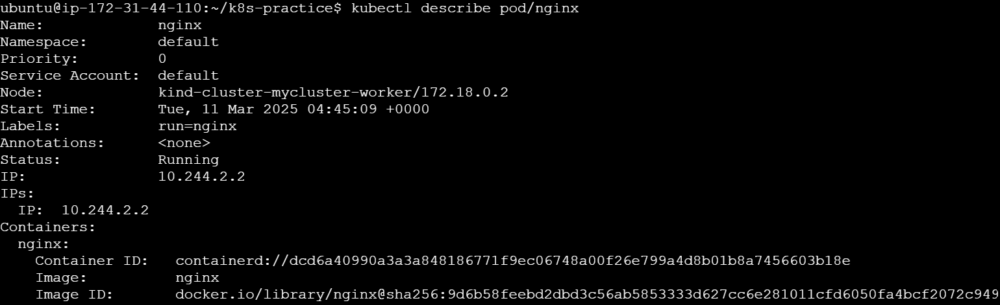 ubuntu@ip-172-31-44-110:~/k8s-practice$ kubectl describe pod/nginx
Name:             nginx
Namespace:        default
Priority:         0
Service Account:  default
Node:             kind-cluster-mycluster-worker/172.18.0.2
Start Time:       Tue, 11 Mar 2025 04:45:09 +0000
Labels:           run=nginx
Annotations:      <none>
Status:           Running
IP:               10.244.2.2
IPs:
  IP:  10.244.2.2
Containers:
  nginx:
    Container ID:   containerd://dcd6a40990a3a3a848186771f9ec06748a00f26e799a4d8b01b8a7456603b18e
    Image:          nginx
    Image ID:       docker.io/library/nginx@sha256:9d6b58feebd2dbd3c56ab5853333d627cc6e281011cfd6050fa4bcf2072c949